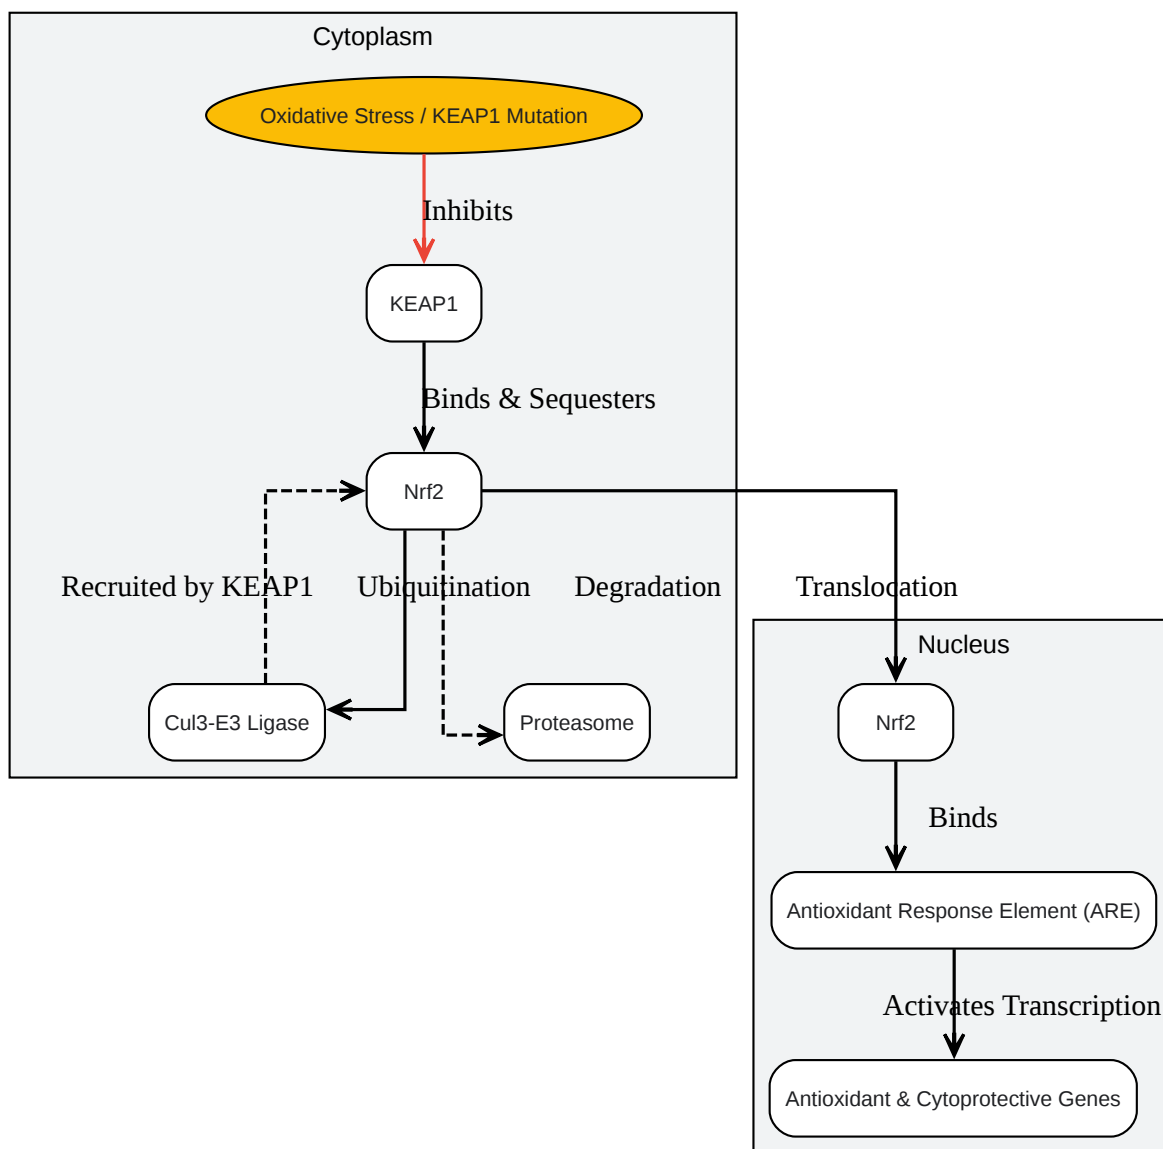 Cytoplasm
Oxidative Stress / KEAP1 Mutation
Inhibits
KEAP1
Binds & Sequesters
Nrf2
Recruited by KEAP1
Ubiquitination
Degradation
Translocation
Nucleus
Cul3-E3 Ligase
Proteasome
Nrf2
Binds
Antioxidant Response Element (ARE)
Activates Transcription
Antioxidant & Cytoprotective Genes